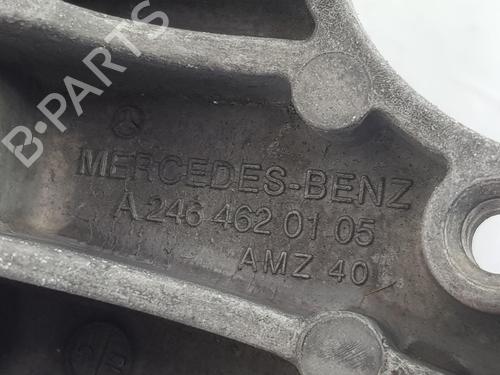 B-PARTS
MERCEDES-BENZ
A 246 462 01 05
AMZ 40